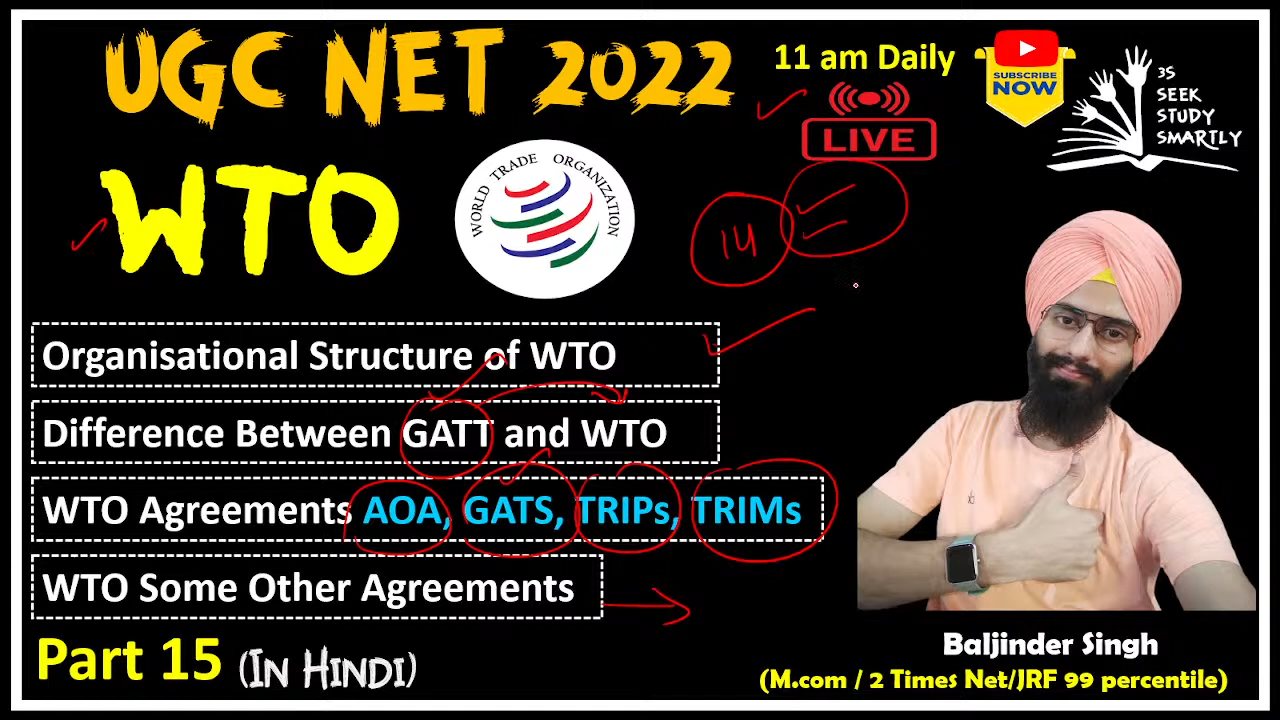 UGC NET 2022
11 am Daily
SUBSCRIBE
NOW
3S
SEEK
STUDY
SMARTLY
LIVE
WTO
WORLD TRADE ORGANIZATION
14
Organisational Structure of WTO
Difference Between GATT and WTO
WTO Agreements AOA, GATS, TRIPs, TRIMs
WTO Some Other Agreements
Part 15 (In Hindi)
Baljinder Singh
(M.com / 2 Times Net/JRF 99 percentile)